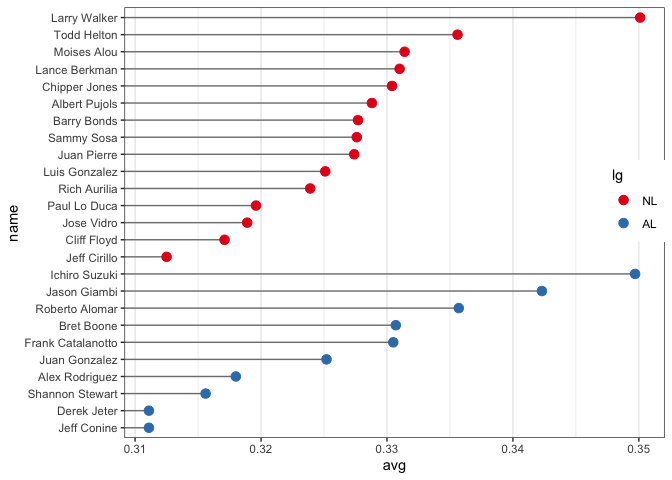 Larry Walker
Todd Helton
Moises Alou
Lance Berkman
Chipper Jones
Albert Pujols
Barry Bonds
Sammy Sosa
Juan Pierre
Luis Gonzalez
Rich Aurilia
Paul Lo Duca
Jose Vidro
Cliff Floyd
Jeff Cirillo
Ichiro Suzuki
Jason Giambi
Roberto Alomar
Bret Boone
Frank Catalanotto
Juan Gonzalez
Alex Rodriguez
Shannon Stewart
Derek Jeter
Jeff Conine
name
0.31 0.32 0.33 0.34 0.35
avg
lg
NL
AL